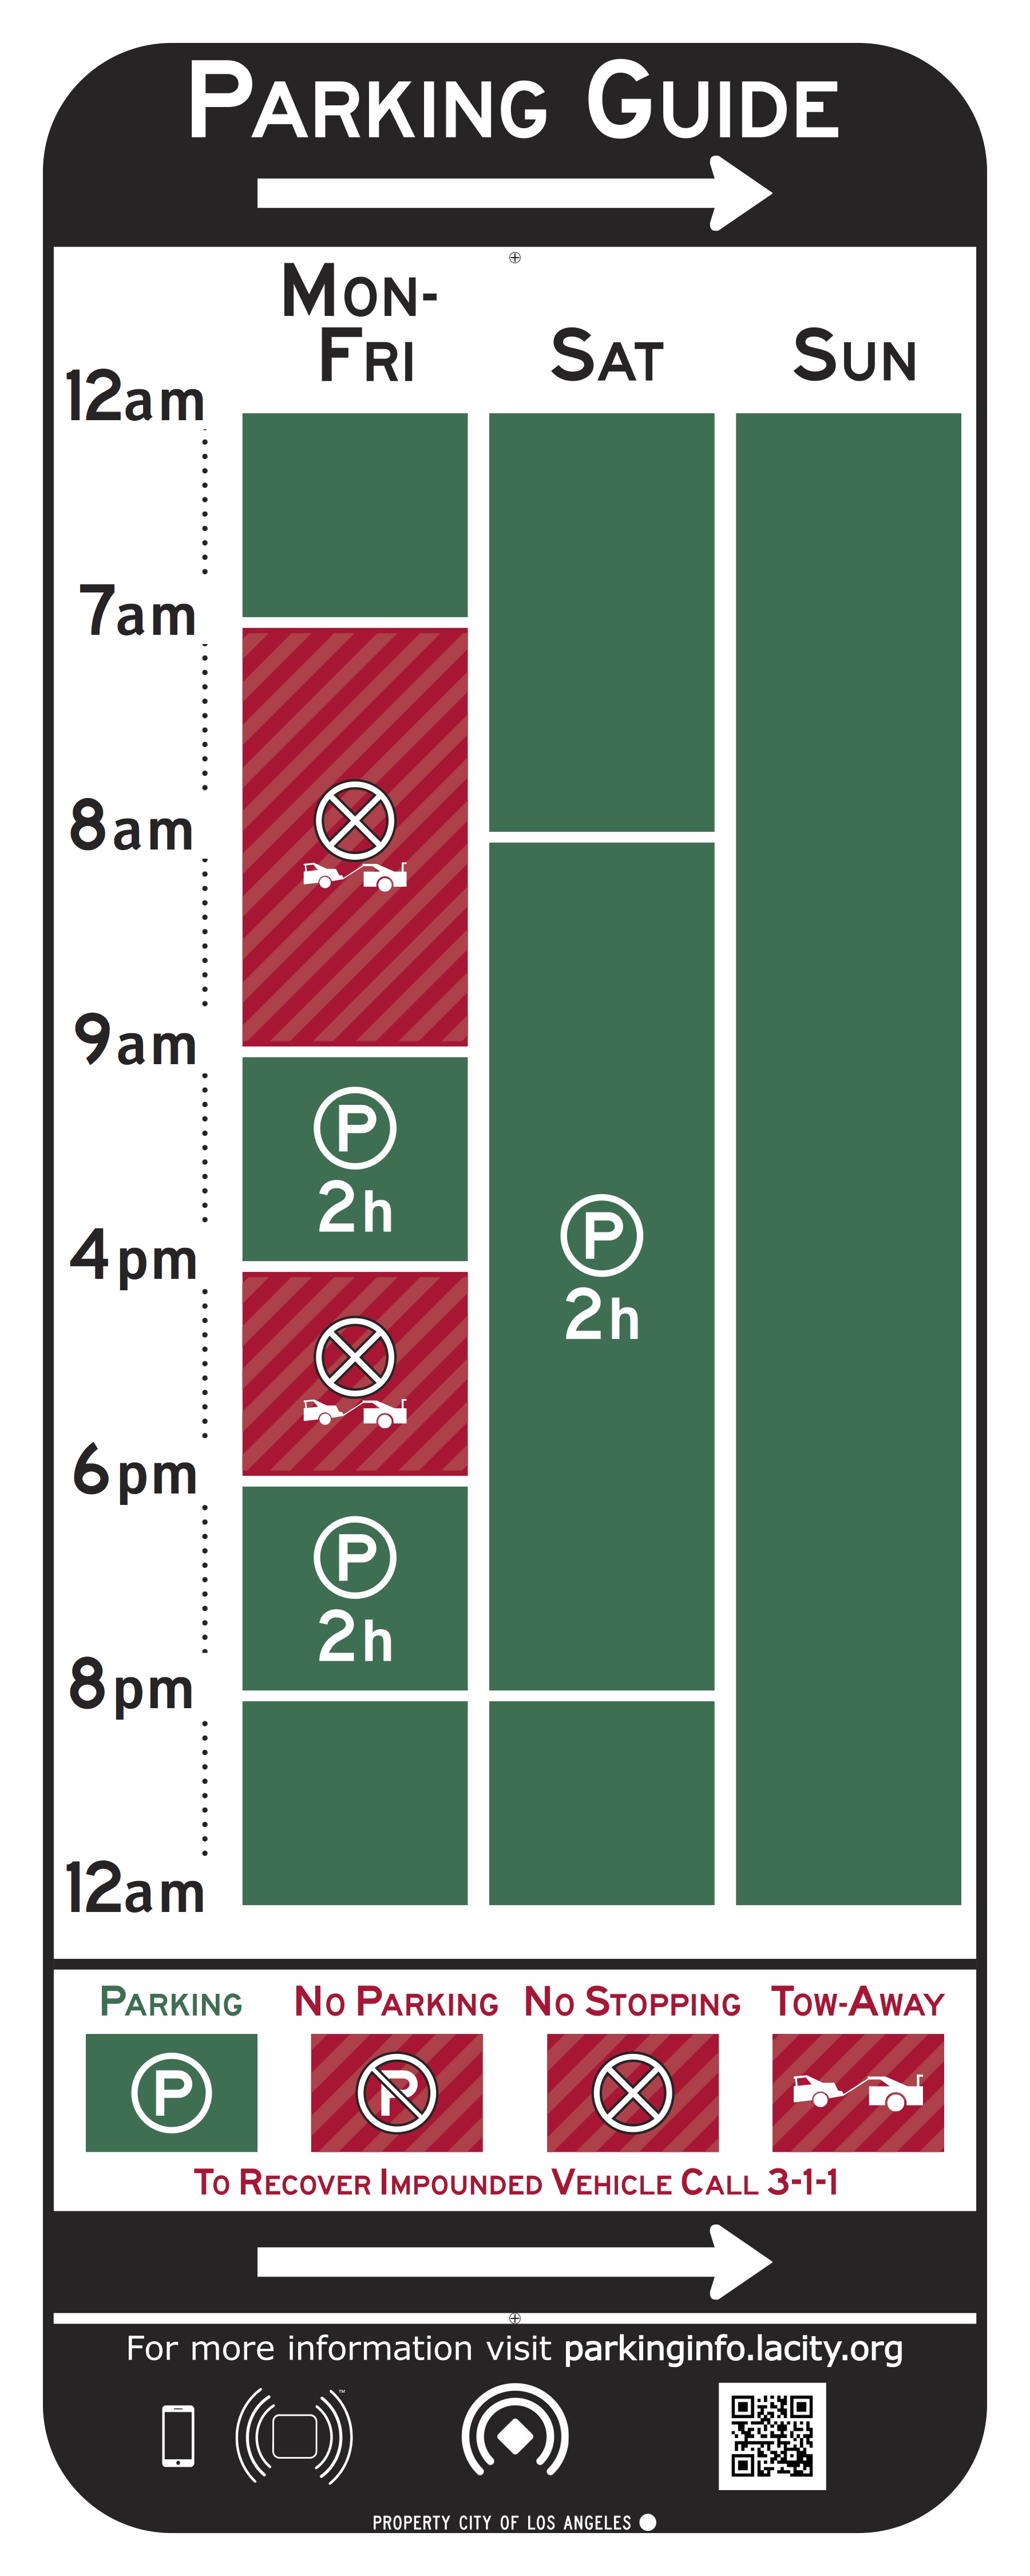 PARKING GUIDE
MON-
FRI
SAT
SUN
12am
7am
8am
9am
P
2h
4pm
P
2h
6pm
P
2h
8pm
12am
PARKING
NO PARKING
NO STOPPING
TOW-AWAY
P
P
TO RECOVER IMPOUNDED VEHICLE CALL 3-1-1
For more information visit parkinginfo.lacity.org
™
PROPERTY CITY OF LOS ANGELES